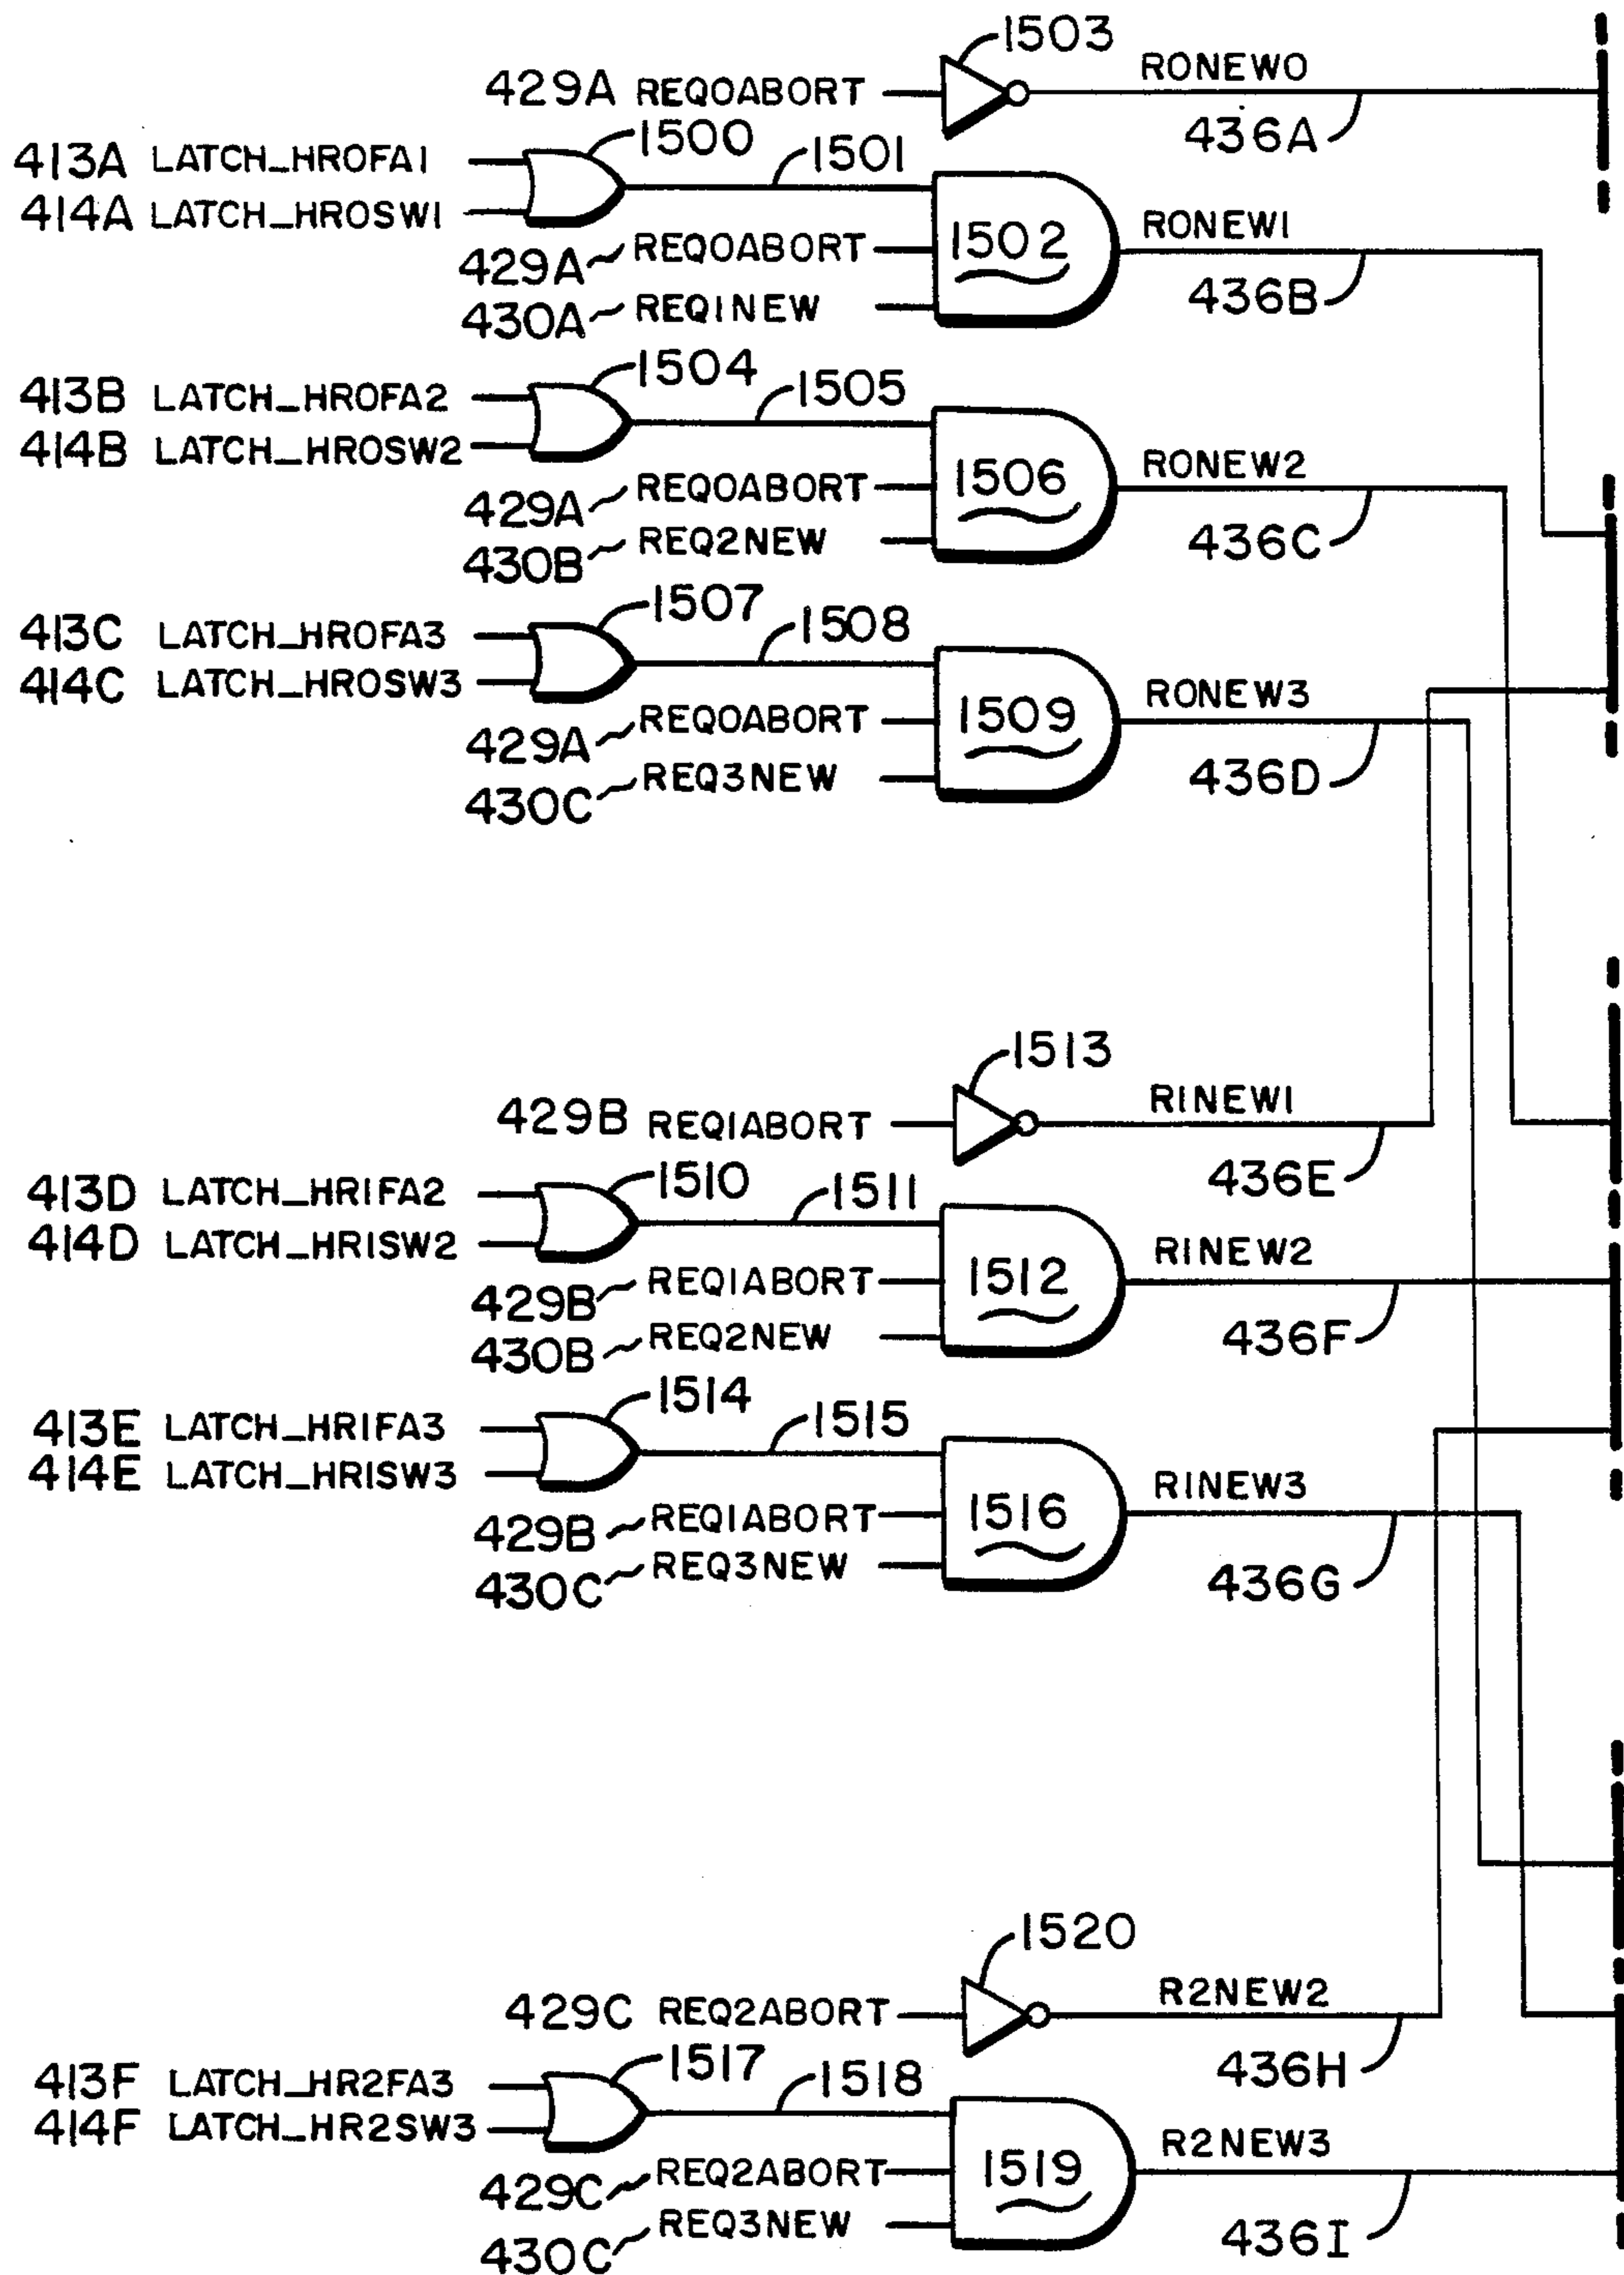 1503
429A REQ0ABORT
R0NEW0
436A
413A LATCH_HR0FA1
414A LATCH_HR0SW1
1500
1501
429A REQ0ABORT
430A REQ1NEW
1502
R0NEW1
436B
413B LATCH_HR0FA2
414B LATCH_HR0SW2
1504
1505
429A REQ0ABORT
430B REQ2NEW
1506
R0NEW2
436C
413C LATCH_HR0FA3
414C LATCH_HR0SW3
1507
1508
429A REQ0ABORT
430C REQ3NEW
1509
R0NEW3
436D
1513
429B REQ1ABORT
R1NEW1
436E
413D LATCH_HR1FA2
414D LATCH_HR1SW2
1510
1511
429B REQ1ABORT
430B REQ2NEW
1512
R1NEW2
436F
413E LATCH_HR1FA3
414E LATCH_HR1SW3
1514
1515
429B REQ1ABORT
430C REQ3NEW
1516
R1NEW3
436G
1520
429C REQ2ABORT
R2NEW2
436H
413F LATCH_HR2FA3
414F LATCH_HR2SW3
1517
1518
429C REQ2ABORT
430C REQ3NEW
1519
R2NEW3
436I